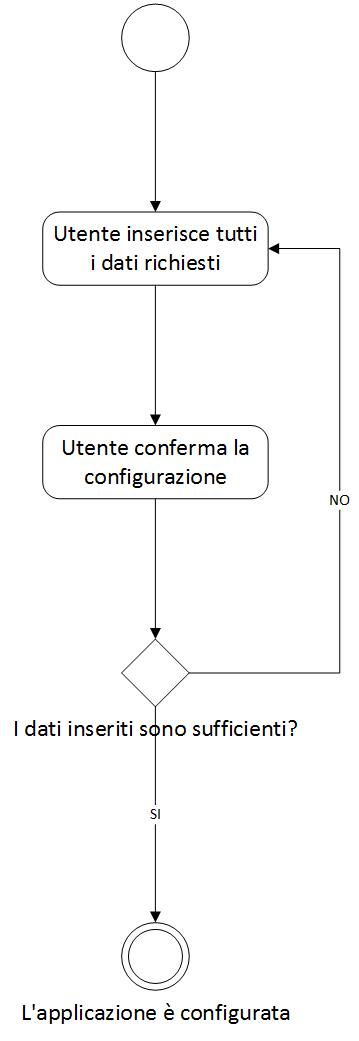 Utente inserisce tutti
i dati richiesti
Utente conferma la
configurazione
NO
I dati inseriti sono sufficienti?
SI
L'applicazione è configurata